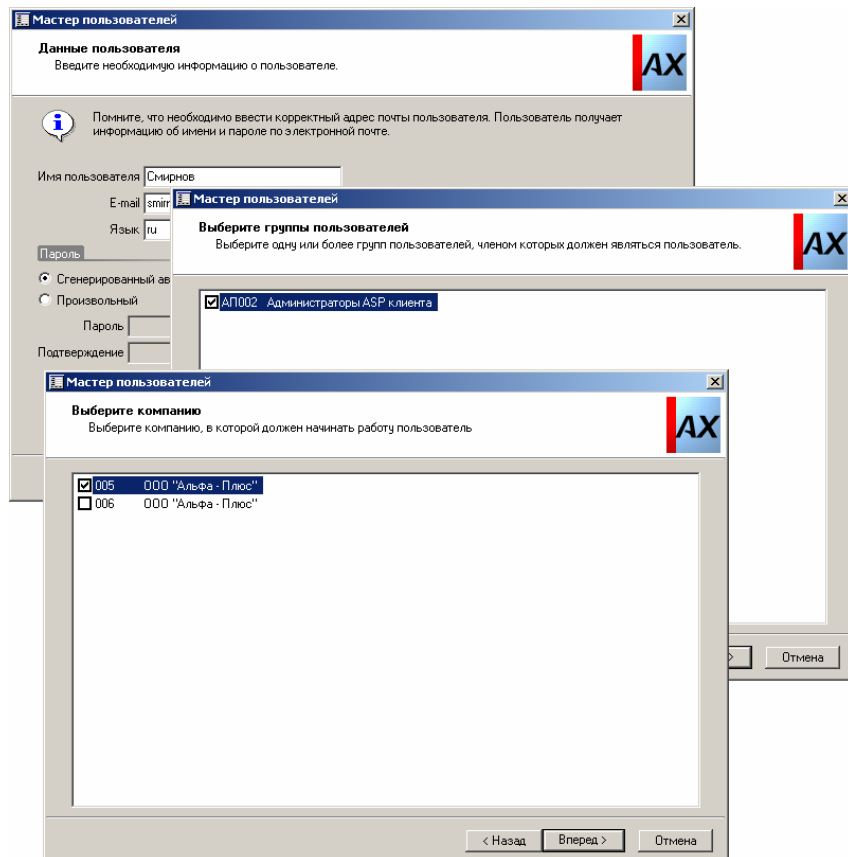 Мастер пользователей
Данные пользователя
Введите необходимую информацию о пользователе.
AX
Помните, что необходимо ввести корректный адрес почты пользователя. Пользователь получает
информацию об имени и пароле по электронной почте.
Имя пользователя Смирнов
E-mail
Язык ru
Пароль
Сгенерированный
Произвольный
Пароль
Подтверждение
Мастер пользователей
Выберите группы пользователей
Выберите одну или более групп пользователей, членом которых должен являться пользователь.
AX
АП002 Администраторы ASP клиента
> Отмена
Мастер пользователей
Выберите компанию
Выберите компанию, в которой должен начинать работу пользователь
AX
005 ООО "Альфа - Плюс"
006 ООО "Альфа - Плюс"
< Назад Вперед > Отмена